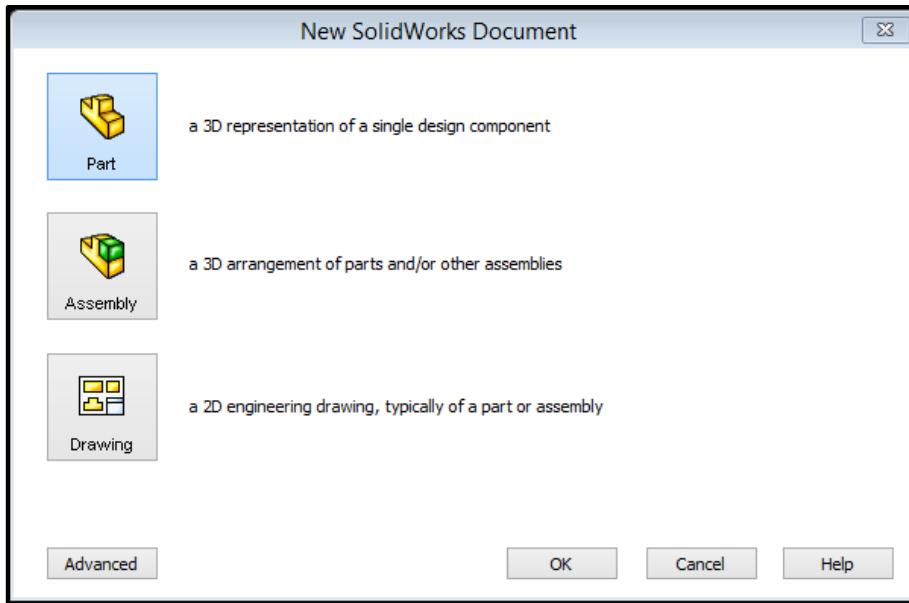 New SolidWorks Document
Part
a 3D representation of a single design component
Assembly
a 3D arrangement of parts and/or other assemblies
Drawing
a 2D engineering drawing, typically of a part or assembly
Advanced
OK
Cancel
Help